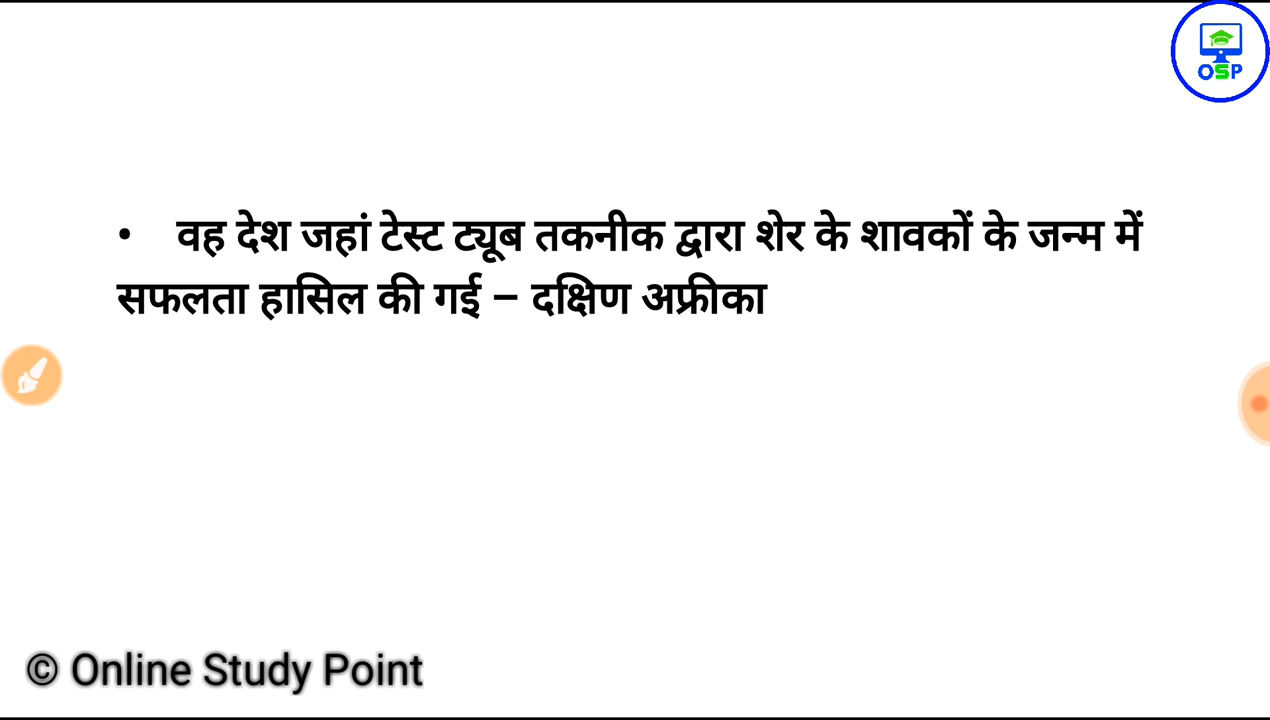 OSP
• वह देश जहां टेस्ट ट्यूब तकनीक द्वारा शेर के शावकों के जन्म में
सफलता हासिल की गई – दक्षिण अफ्रीका
© Online Study Point